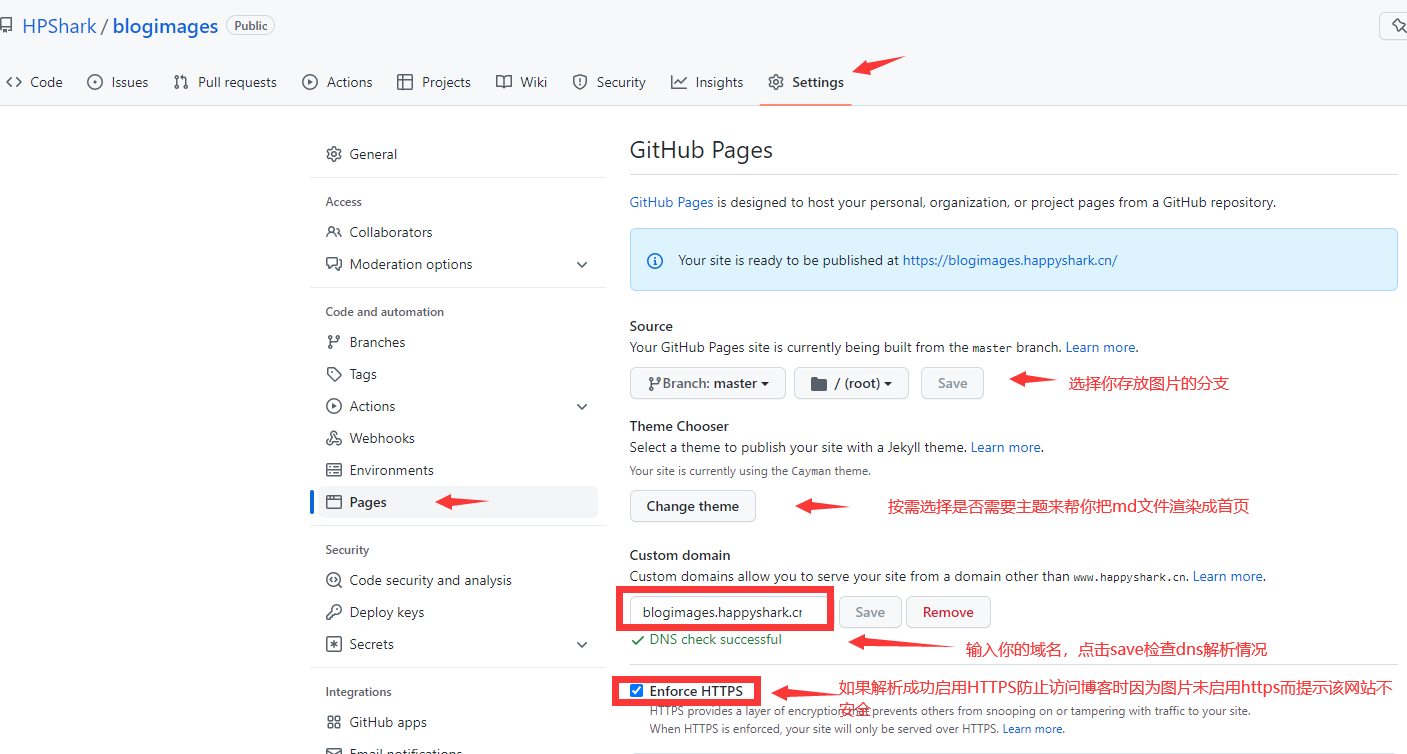 HPShark / blogimages Public
Code Issues Pull requests Actions Projects Wiki Security Insights Settings
General
Access
Collaborators
Moderation options
Code and automation
Branches
Tags
Actions
Webhooks
Environments
Pages
Security
Code security and analysis
Deploy keys
Secrets
Integrations
GitHub apps
Email notifications
GitHub Pages
GitHub Pages is designed to host your personal, organization, or project pages from a GitHub repository.
Your site is ready to be published at https://blogimages.happyshark.cn/
Source
Your GitHub Pages site is currently being built from the master branch. Learn more.
Branch: master / (root) Save
选择你存放图片的分支
Theme Chooser
Select a theme to publish your site with a Jekyll theme. Learn more.
Your site is currently using the Cayman theme.
Change theme
按需选择是否需要主题来帮你把md文件渲染成首页
Custom domain
Custom domains allow you to serve your site from a domain other than www.happyshark.cn. Learn more.
blogimages.happyshark.cn Save Remove
DNS check successful
输入你的域名，点击save检查dns解析情况
Enforce HTTPS
如果解析成功启用HTTPS防止访问博客时因为图片未启用https而提示该网站不
安全
HTTPS provides a layer of encryption that prevents others from snooping on or tampering with traffic to your site.
When HTTPS is enforced, your site will only be served over HTTPS. Learn more.